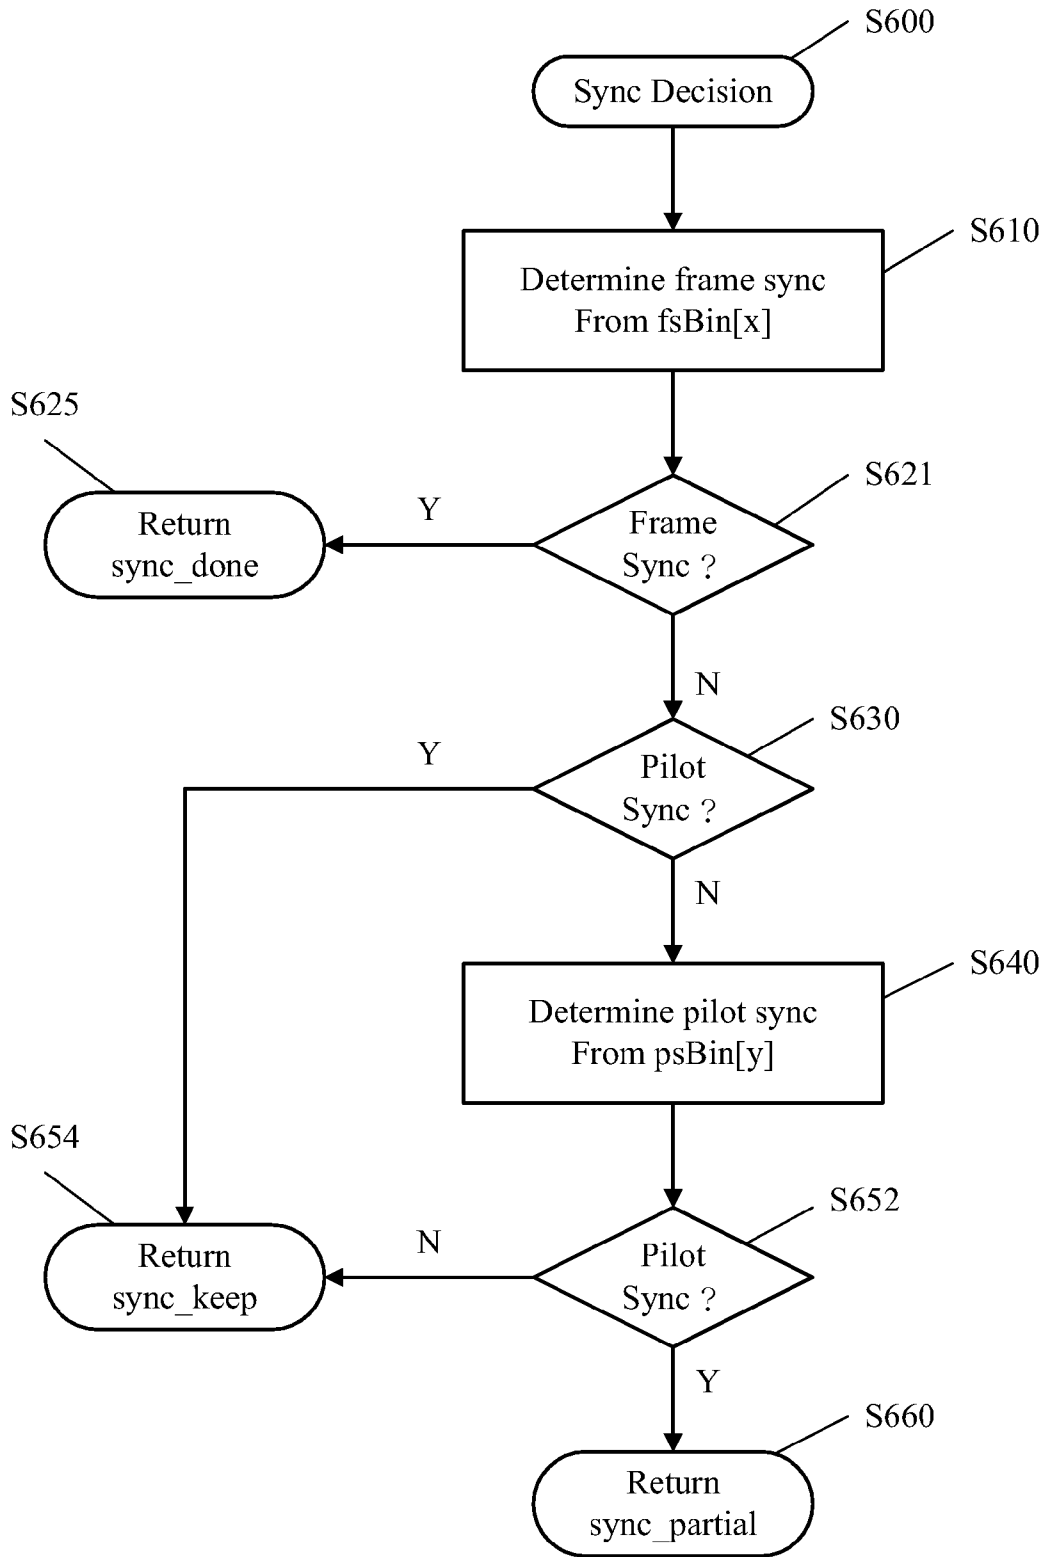 S600
Sync Decision
S610
Determine frame sync
From fsBin[x]
S625
S621
Return
sync_done
Y
Frame
Sync ?
N
S630
Y
Pilot
Sync ?
N
S640
Determine pilot sync
From psBin[y]
S654
S652
Return
sync_keep
N
Pilot
Sync ?
Y
S660
Return
sync_partial